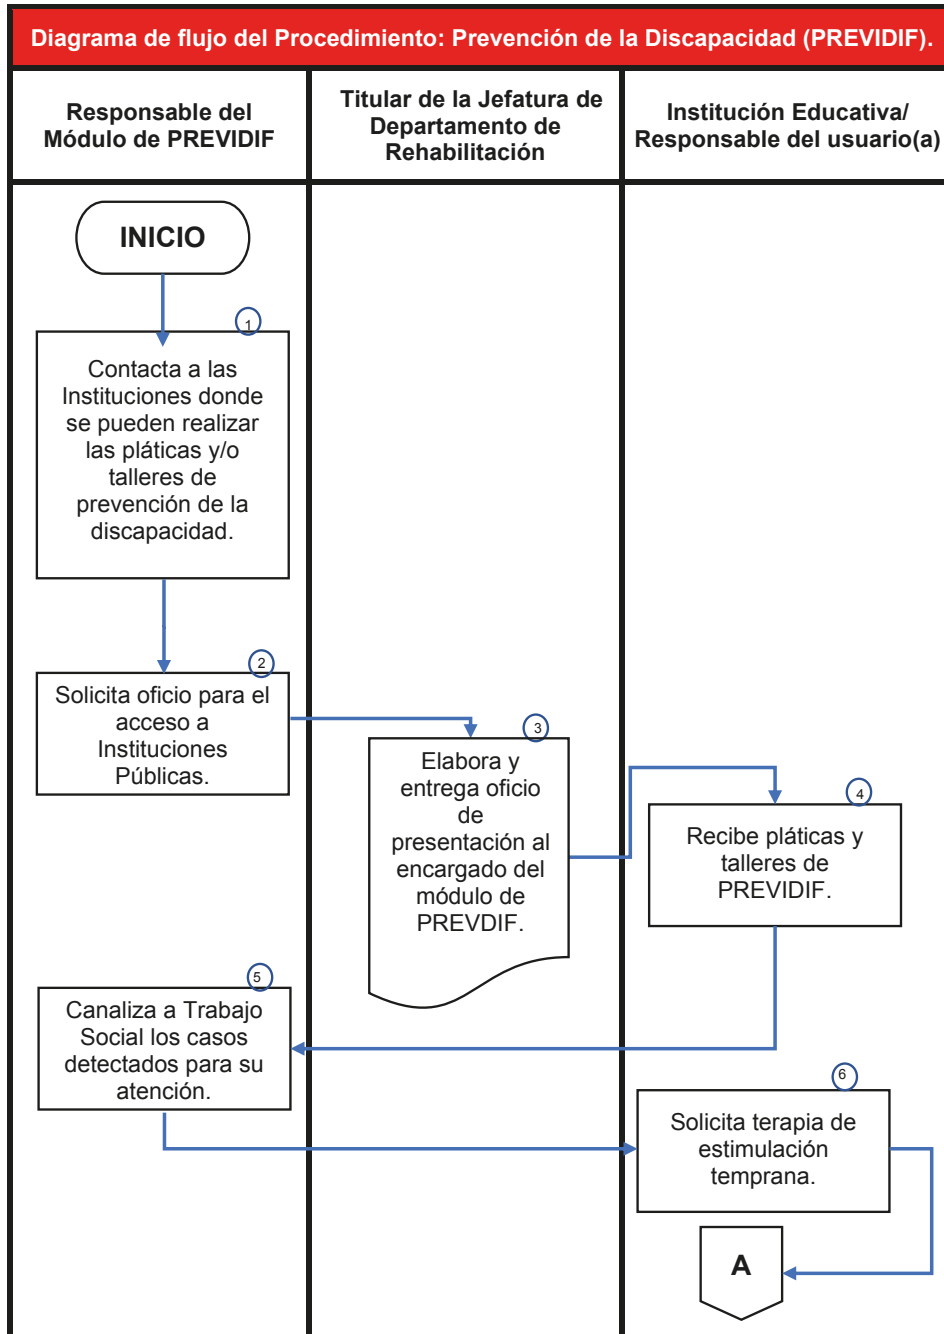 Diagrama de flujo del Procedimiento: Prevención de la Discapacidad (PREVIDIF).
Responsable del
Módulo de PREVIDIF
Titular de la Jefatura de
Departamento de
Rehabilitación
Institución Educativa/
Responsable del usuario(a)
INICIO
1
Contacta a las
Instituciones donde
se pueden realizar
las pláticas y/o
talleres de
prevención de la
discapacidad.
2
Solicita oficio para el
acceso a
Instituciones
Públicas.
3
Elabora y
entrega oficio
de
presentación al
encargado del
módulo de
PREVDIF.
4
Recibe pláticas y
talleres de
PREVIDIF.
5
Canaliza a Trabajo
Social los casos
detectados para su
atención.
6
Solicita terapia de
estimulación
temprana.
A